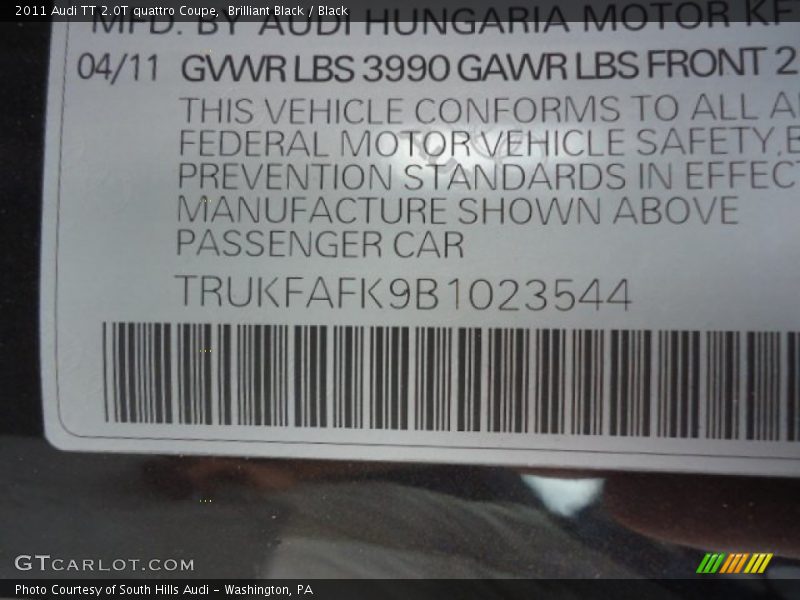 2011 Audi TT 2.0T quattro Coupe, Brilliant Black / Black
MFD. BY AUDI HUNGARIA MOTOR
04/11 GVWR LBS 3990 GAWR LBS FRONT 2
THIS VEHICLE CONFORMS TO ALL
FEDERAL MOTOR VEHICLE SAFETY,
PREVENTION STANDARDS IN
MANUFACTURE SHOWN ABOVE
PASSENGER CAR
TRUKFAFK9B1023544
GTCARLOT.COM
Photo Courtesy of South Hills Audi - Washington, PA